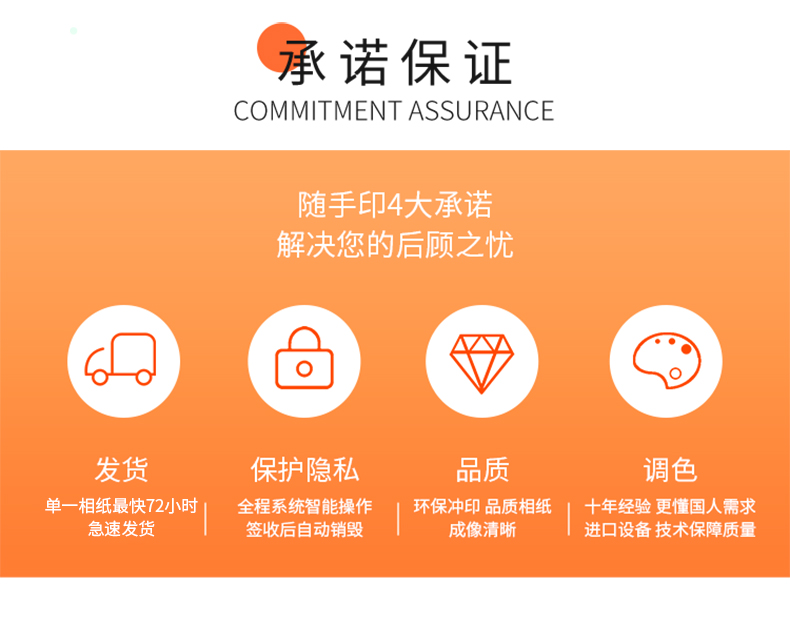 承诺保证
COMMITMENT ASSURANCE
随手印4大承诺
解决您的后顾之忧
发货
单一相纸最快72小时
急速发货
保护隐私
全程系统智能操作
签收后自动销毁
品质
环保冲印 品质相纸
成像清晰
调色
十年经验 更懂国人需求
进口设备 技术保障质量